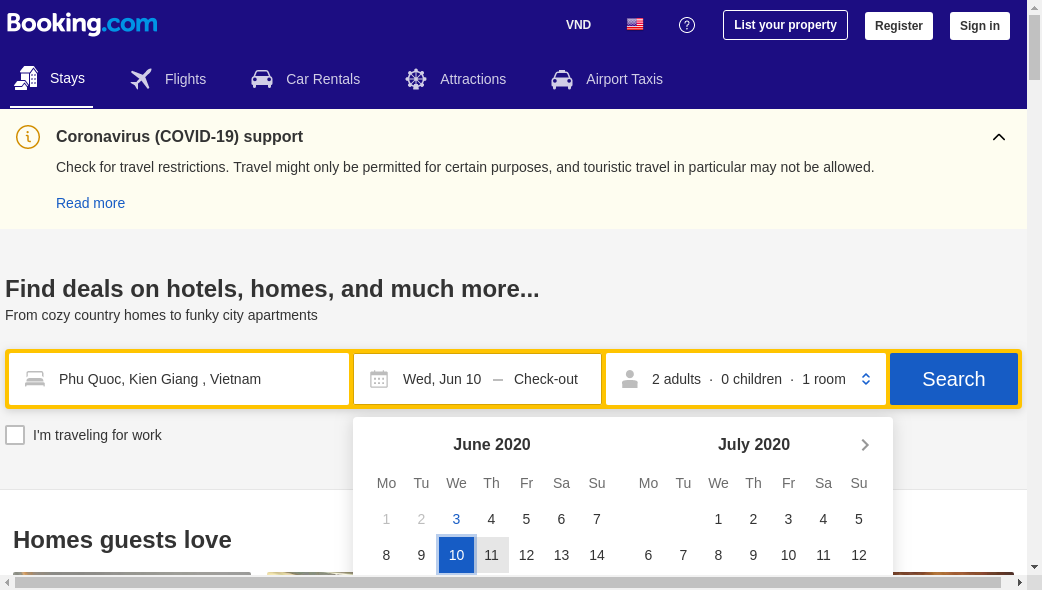 Booking.com
VND
List your property
Register
Sign in
Stays
Flights
Car Rentals
Attractions
Airport Taxis
Coronavirus (COVID-19) support
Check for travel restrictions. Travel might only be permitted for certain purposes, and touristic travel in particular may not be allowed.
Read more
Find deals on hotels, homes, and much more...
From cozy country homes to funky city apartments
Phu Quoc, Kien Giang , Vietnam
Wed, Jun 10 — Check-out
2 adults · 0 children · 1 room
Search
I'm traveling for work
June 2020
Mo Tu We Th Fr Sa Su
1 2 3 4 5 6 7
8 9 10 11 12 13 14
July 2020
Mo Tu We Th Fr Sa Su
1 2 3 4 5
6 7 8 9 10 11 12
Homes guests love